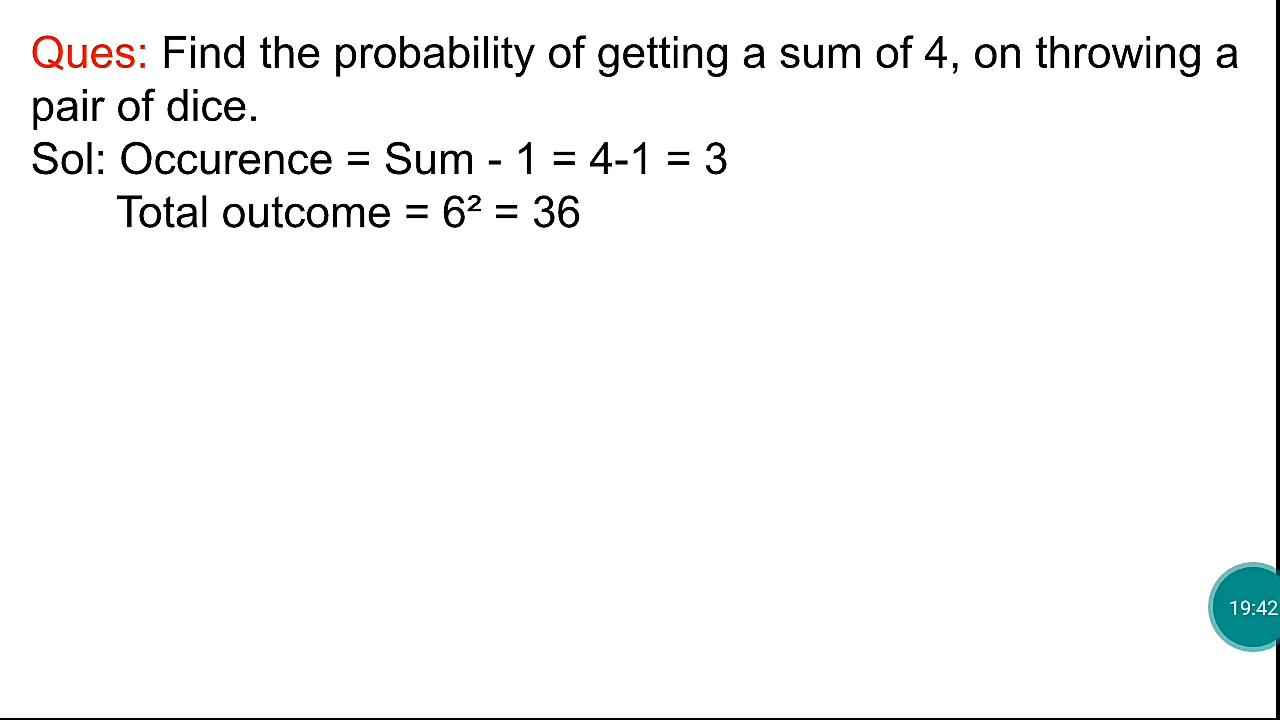 Ques: Find the probability of getting a sum of 4, on throwing a
pair of dice.
Sol: Occurence = Sum - 1 = 4-1 = 3
Total outcome = 6² = 36
19:42